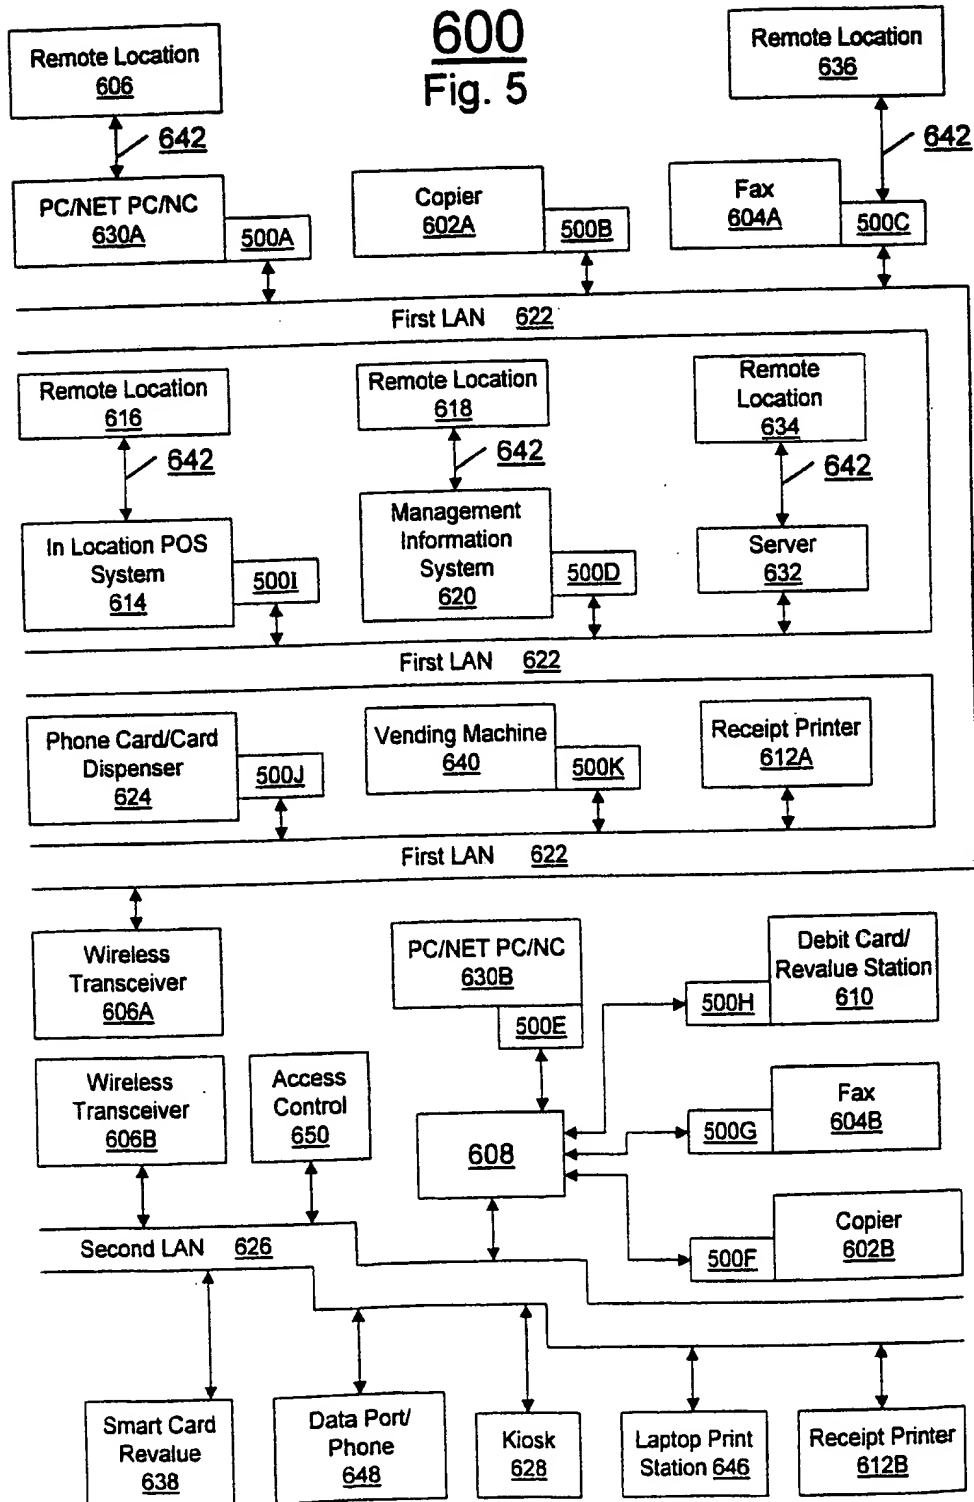 600
Fig. 5
Remote Location
606
Remote Location
636
642
642
PC/NET PC/NC
630A
500A
Copier
602A
500B
Fax
604A
500C
First LAN 622
Remote Location
616
Remote Location
618
Remote
Location
634
642
642
642
In Location POS
System
614
500I
Management
Information
System
620
500D
Server
632
First LAN 622
Phone Card/Card
Dispenser
624
500J
Vending Machine
640
500K
Receipt Printer
612A
First LAN 622
Wireless
Transceiver
606A
PC/NET PC/NC
630B
500E
Debit Card/
Revalue Station
610
500H
Wireless
Transceiver
606B
Access
Control
650
608
Fax
604B
500G
Copier
602B
500F
Second LAN 626
Smart Card
Revalue
638
Data Port/
Phone
648
Kiosk
628
Laptop Print
Station 646
Receipt Printer
612B